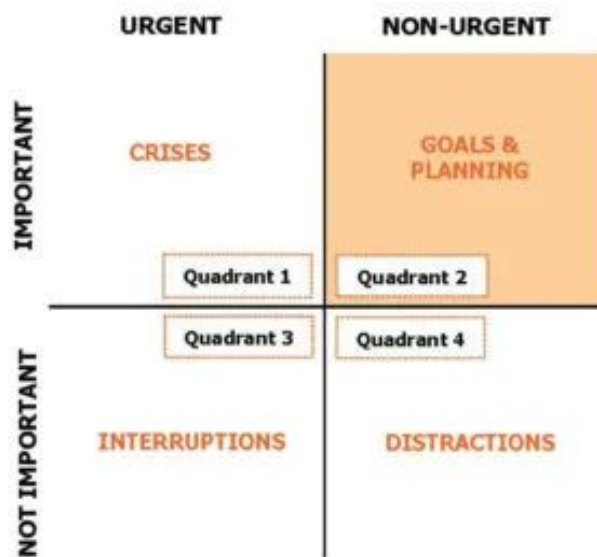 URGENT
NON-URGENT
IMPORTANT
CRISES
GOALS &
PLANNING
Quadrant 1
Quadrant 2
Quadrant 3
Quadrant 4
NOT IMPORTANT
INTERRUPTIONS
DISTRACTIONS